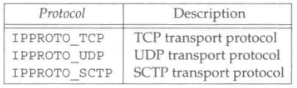 Protocol Description
IPPROTO_TCP TCP transport protocol
IPPROTO_UDP UDP transport protocol
IPPROTO_SCTP SCTP transport protocol